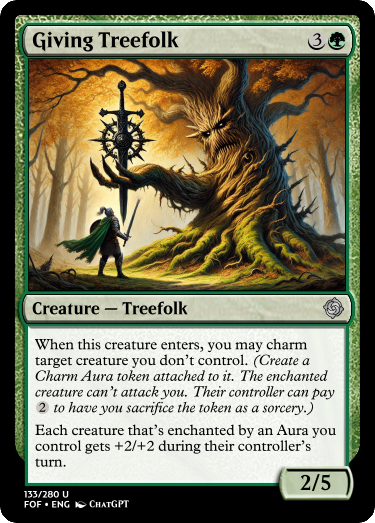 Giving Treefolk 3
Creature — Treefolk
When this creature enters, you may charm
target creature you don't control. (Create a
Charm Aura token attached to it. The enchanted
creature can't attack you. Their controller can pay
2 to have you sacrifice the token as a sorcery.)
Each creature that's enchanted by an Aura you
control gets +2/+2 during their controller's
turn.
2/5
133/280 U
FOF • ENG ChatGPT